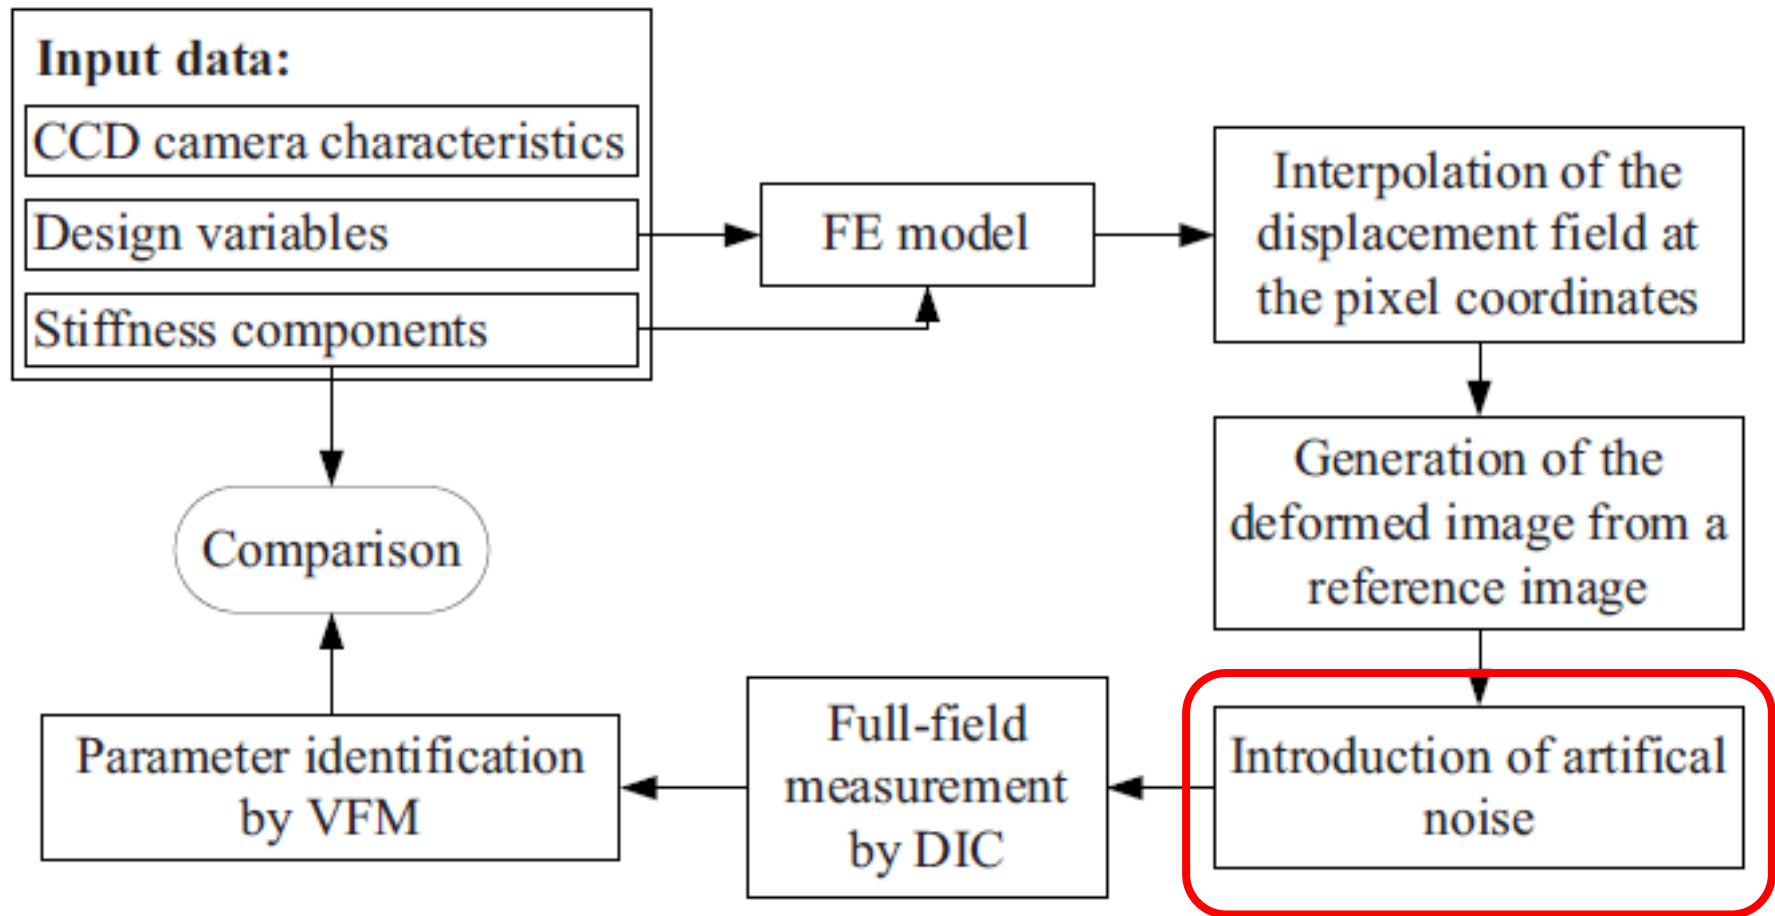 Input data:
CCD camera characteristics
Design variables
Stiffness components
FE model
Interpolation of the
displacement field at
the pixel coordinates
Generation of the
deformed image from a
reference image
Introduction of artifical
noise
Full-field
measurement
by DIC
Parameter identification
by VFM
Comparison